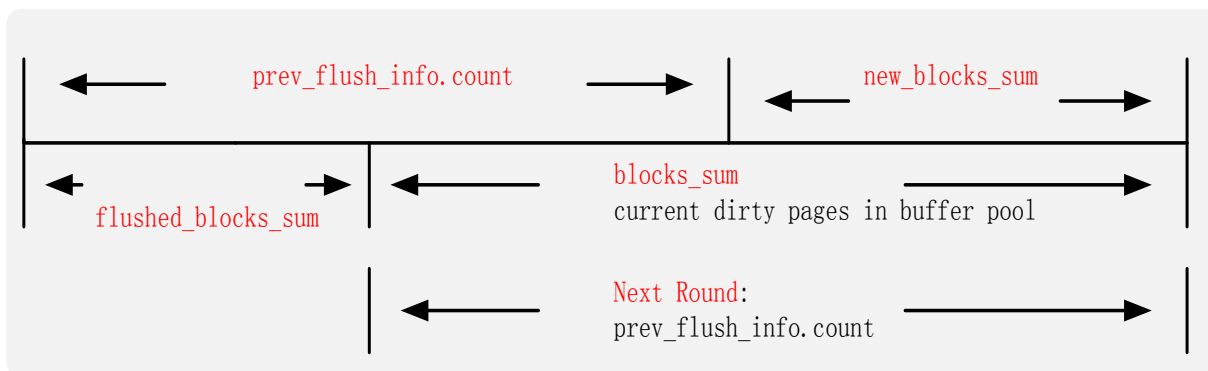 prev_flush_info.count
new_blocks_sum
flushed_blocks_sum
blocks_sum
current dirty pages in buffer pool
Next Round:
prev_flush_info.count